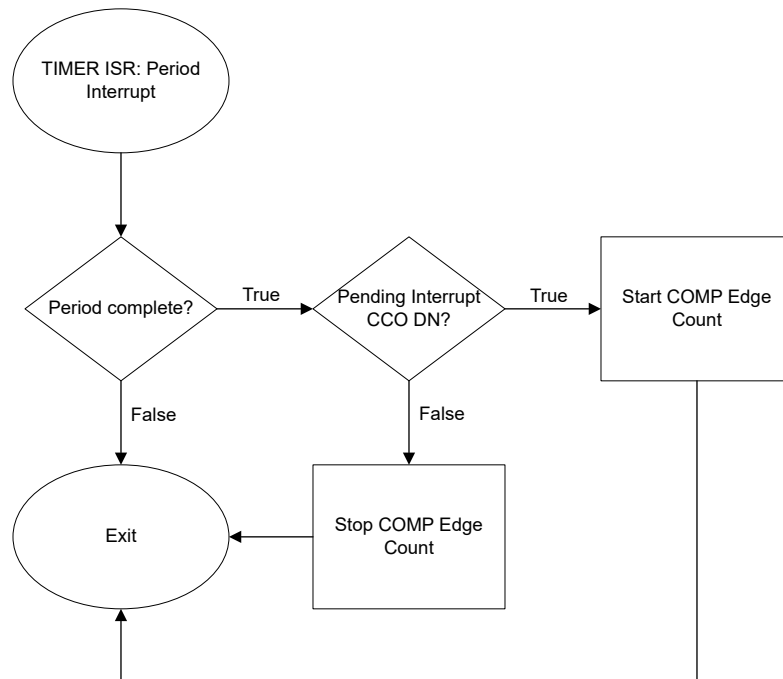 TIMER ISR: Period
Interrupt
Period complete?
True
Pending Interrupt
CCO DN?
True
Start COMP Edge
Count
False
False
Exit
Stop COMP Edge
Count